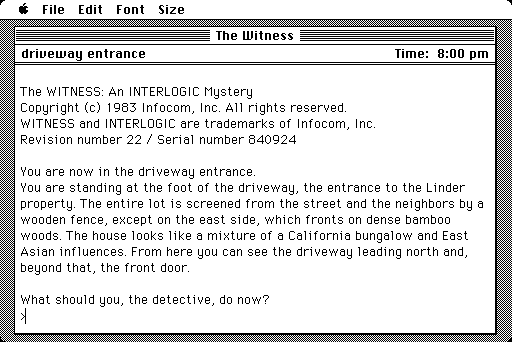 File Edit Font Size
The Witness
driveway entrance Time: 8:00 pm
The WITNESS: An INTERLOGIC Mystery
Copyright (c) 1983 Infocom, Inc. All rights reserved.
WITNESS and INTERLOGIC are trademarks of Infocom, Inc.
Revision number 22 / Serial number 840924
You are now in the driveway entrance.
You are standing at the foot of the driveway, the entrance to the Linder
property. The entire lot is screened from the street and the neighbors by a
wooden fence, except on the east side, which fronts on dense bamboo
woods. The house looks like a mixture of a California bungalow and East
Asian influences. From here you can see the driveway leading north and,
beyond that, the front door.
What should you, the detective, do now?
>